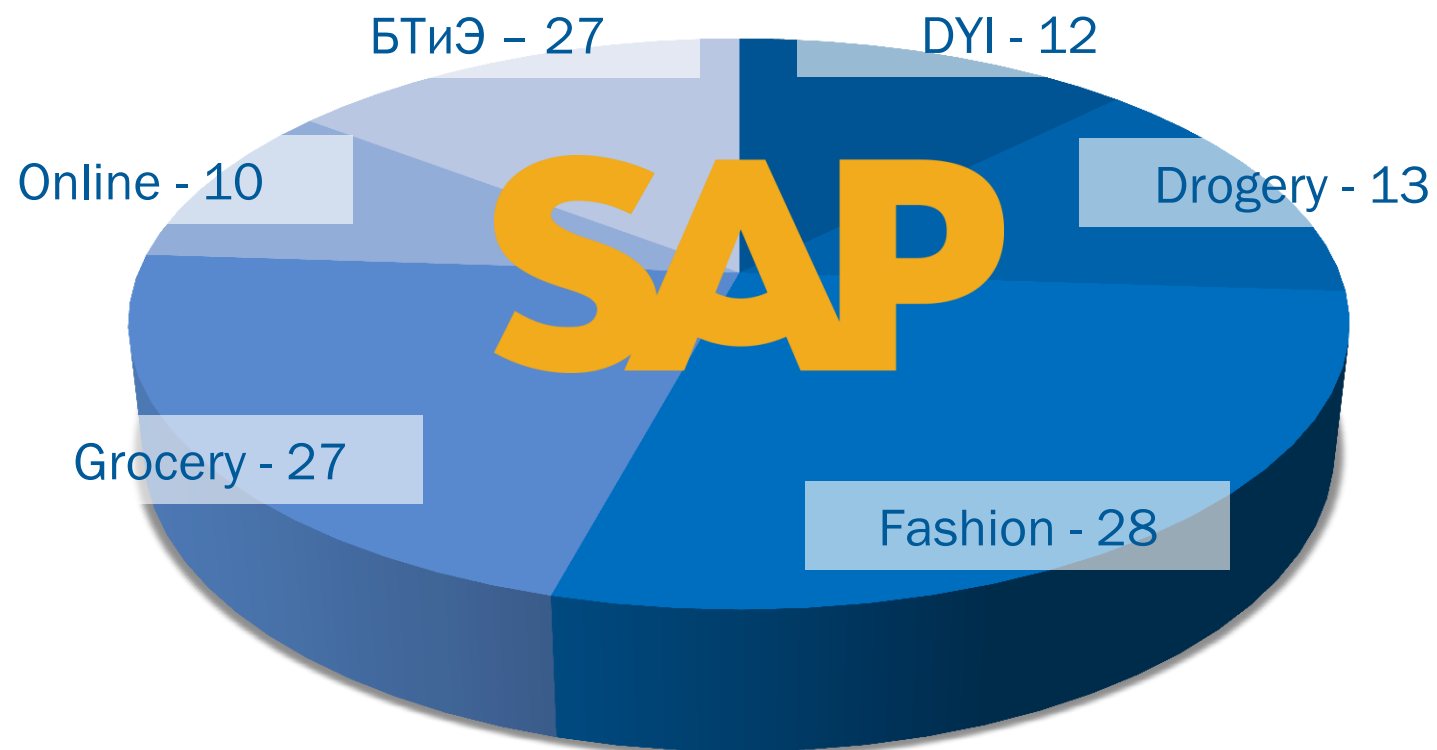 БТиЭ – 27
DYI - 12
Online - 10
Drogery - 13
SAP
Grocery - 27
Fashion - 28